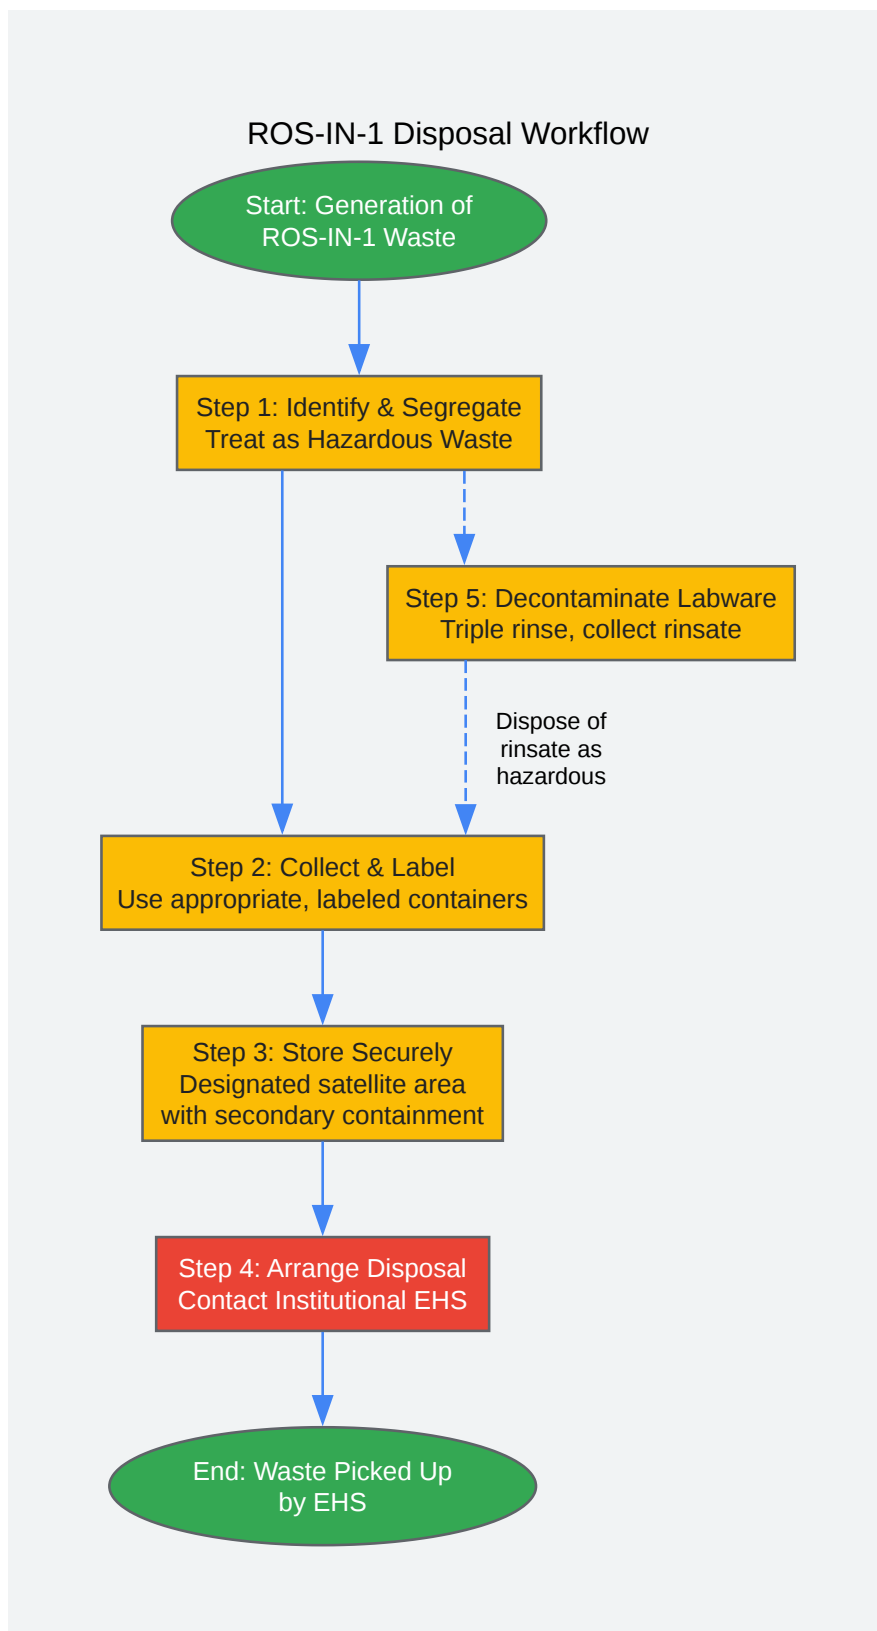 ROS-IN-1 Disposal Workflow
Start: Generation of
ROS-IN-1 Waste
Step 1: Identify & Segregate
Treat as Hazardous Waste
Step 5: Decontaminate Labware
Triple rinse, collect rinsate
Dispose of
rinsate as
hazardous
Step 2: Collect & Label
Use appropriate, labeled containers
Step 3: Store Securely
Designated satellite area
with secondary containment
Step 4: Arrange Disposal
Contact Institutional EHS
End: Waste Picked Up
by EHS